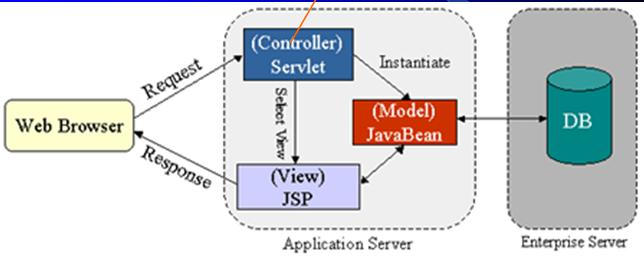 (Controller)
Servlet
Request
Instantiate
Select View
(Model)
JavaBean
Web Browser
DB
Response
(View)
JSP
Application Server
Enterprise Server